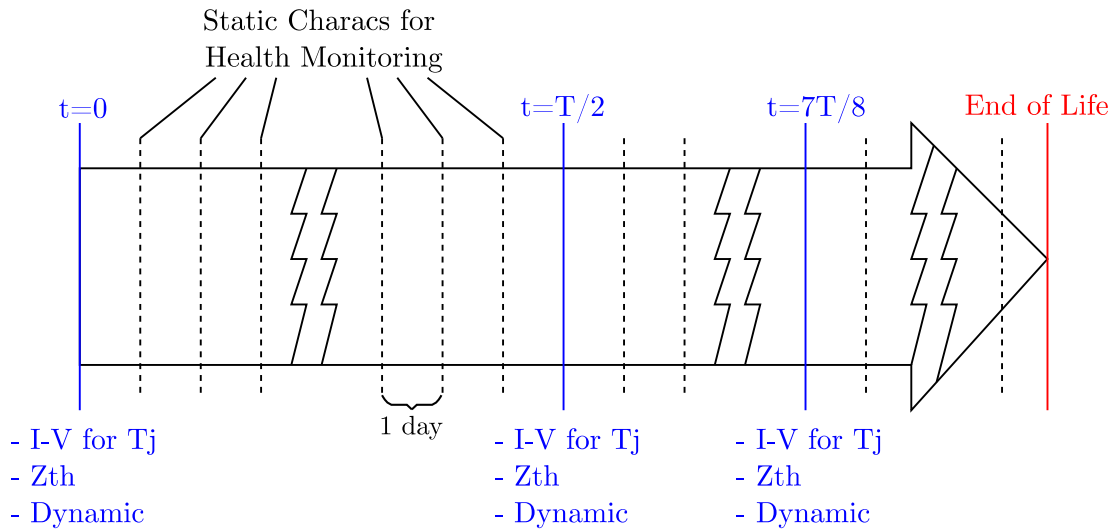 Static Characs for
Health Monitoring
t=0
t=T/2
t=7T/8
End of Life
1 day
- I-V for Tj
- Zth
- Dynamic
- I-V for Tj
- Zth
- Dynamic
- I-V for Tj
- Zth
- Dynamic